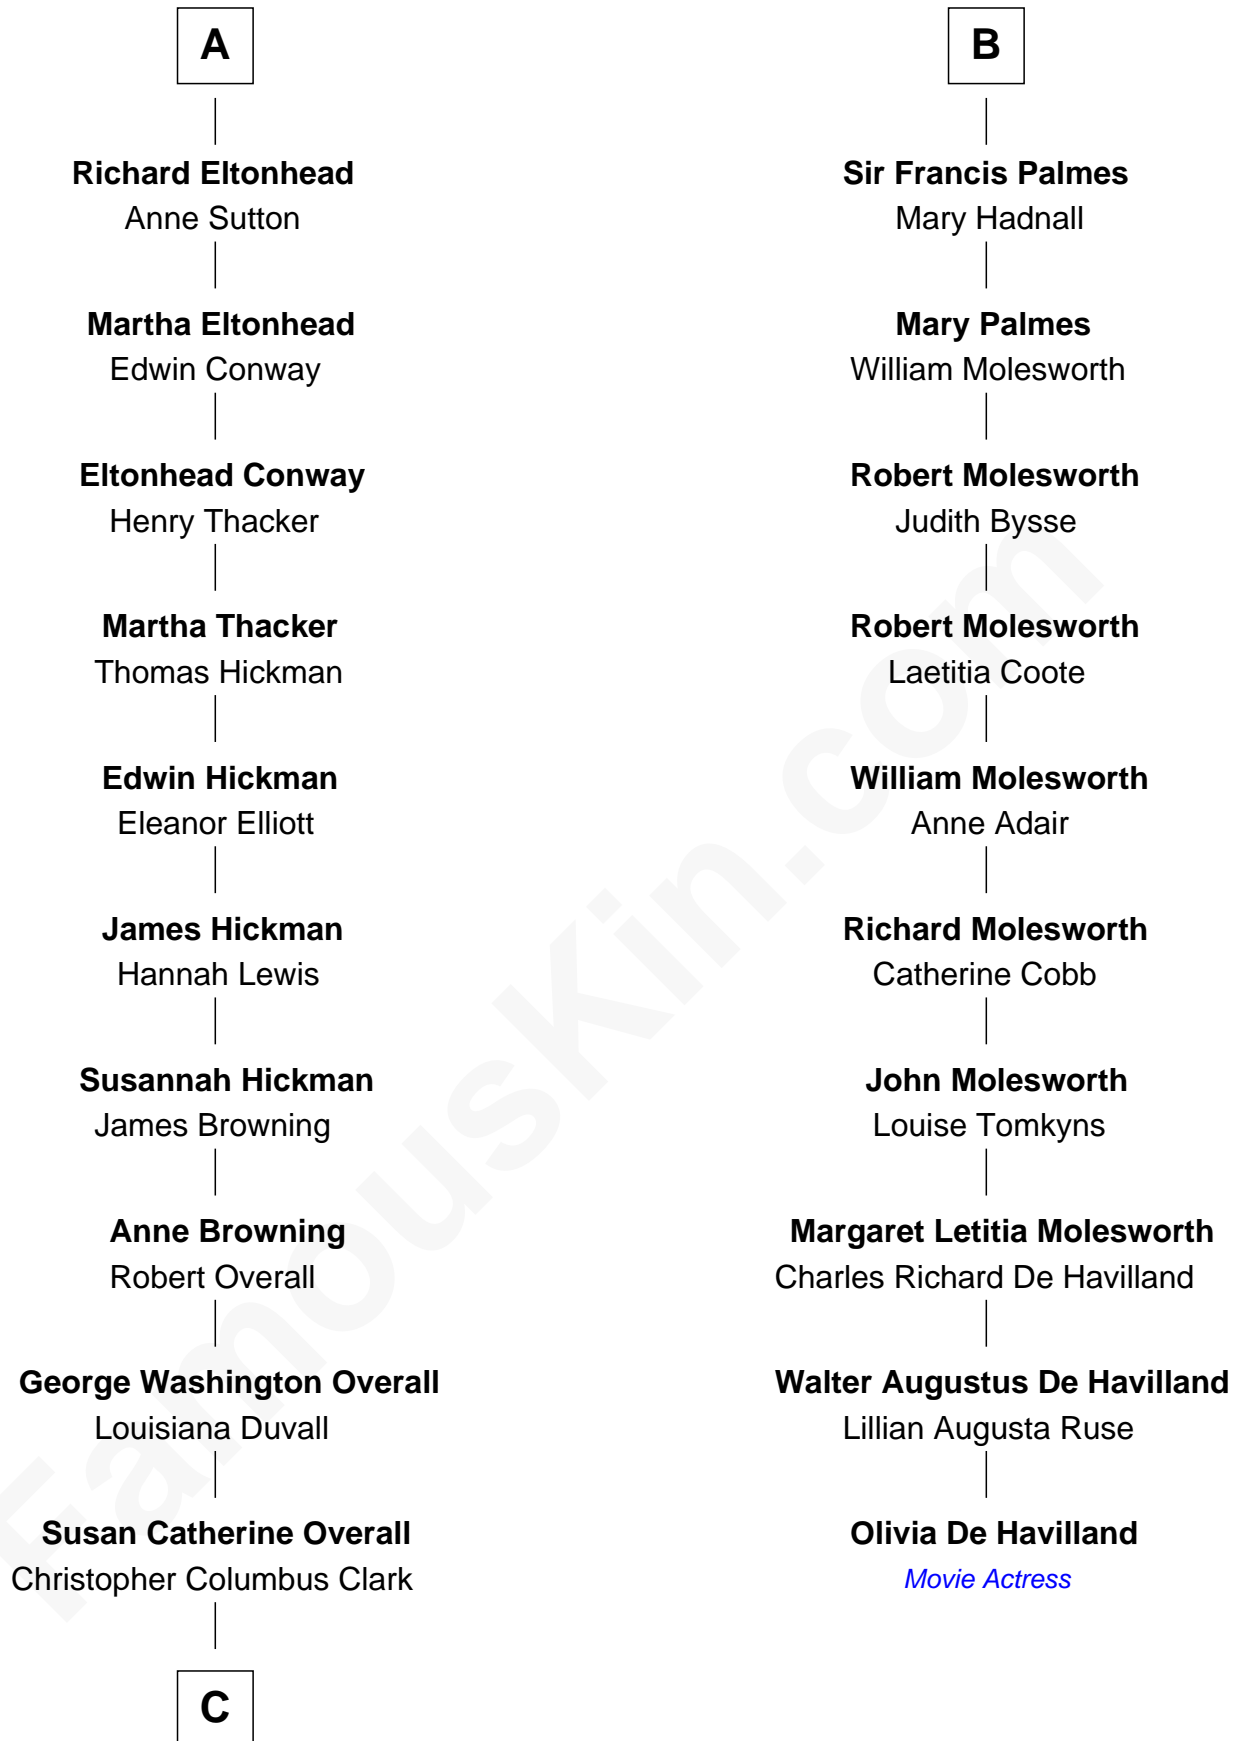 A
Richard Eltonhead
Anne Sutton
Martha Eltonhead
Edwin Conway
Eltonhead Conway
Henry Thacker
Martha Thacker
Thomas Hickman
Edwin Hickman
Eleanor Elliott
James Hickman
Hannah Lewis
Susannah Hickman
James Browning
Anne Browning
Robert Overall
George Washington Overall
Louisiana Duvall
Susan Catherine Overall
Christopher Columbus Clark
C
B
Sir Francis Palmes
Mary Hadnall
Mary Palmes
William Molesworth
Robert Molesworth
Judith Bysse
Robert Molesworth
Laetitia Coote
William Molesworth
Anne Adair
Richard Molesworth
Catherine Cobb
John Molesworth
Louise Tomkyns
Margaret Letitia Molesworth
Charles Richard De Havilland
Walter Augustus De Havilland
Lillian Augusta Ruse
Olivia De Havilland
Movie Actress
FamousKin.com